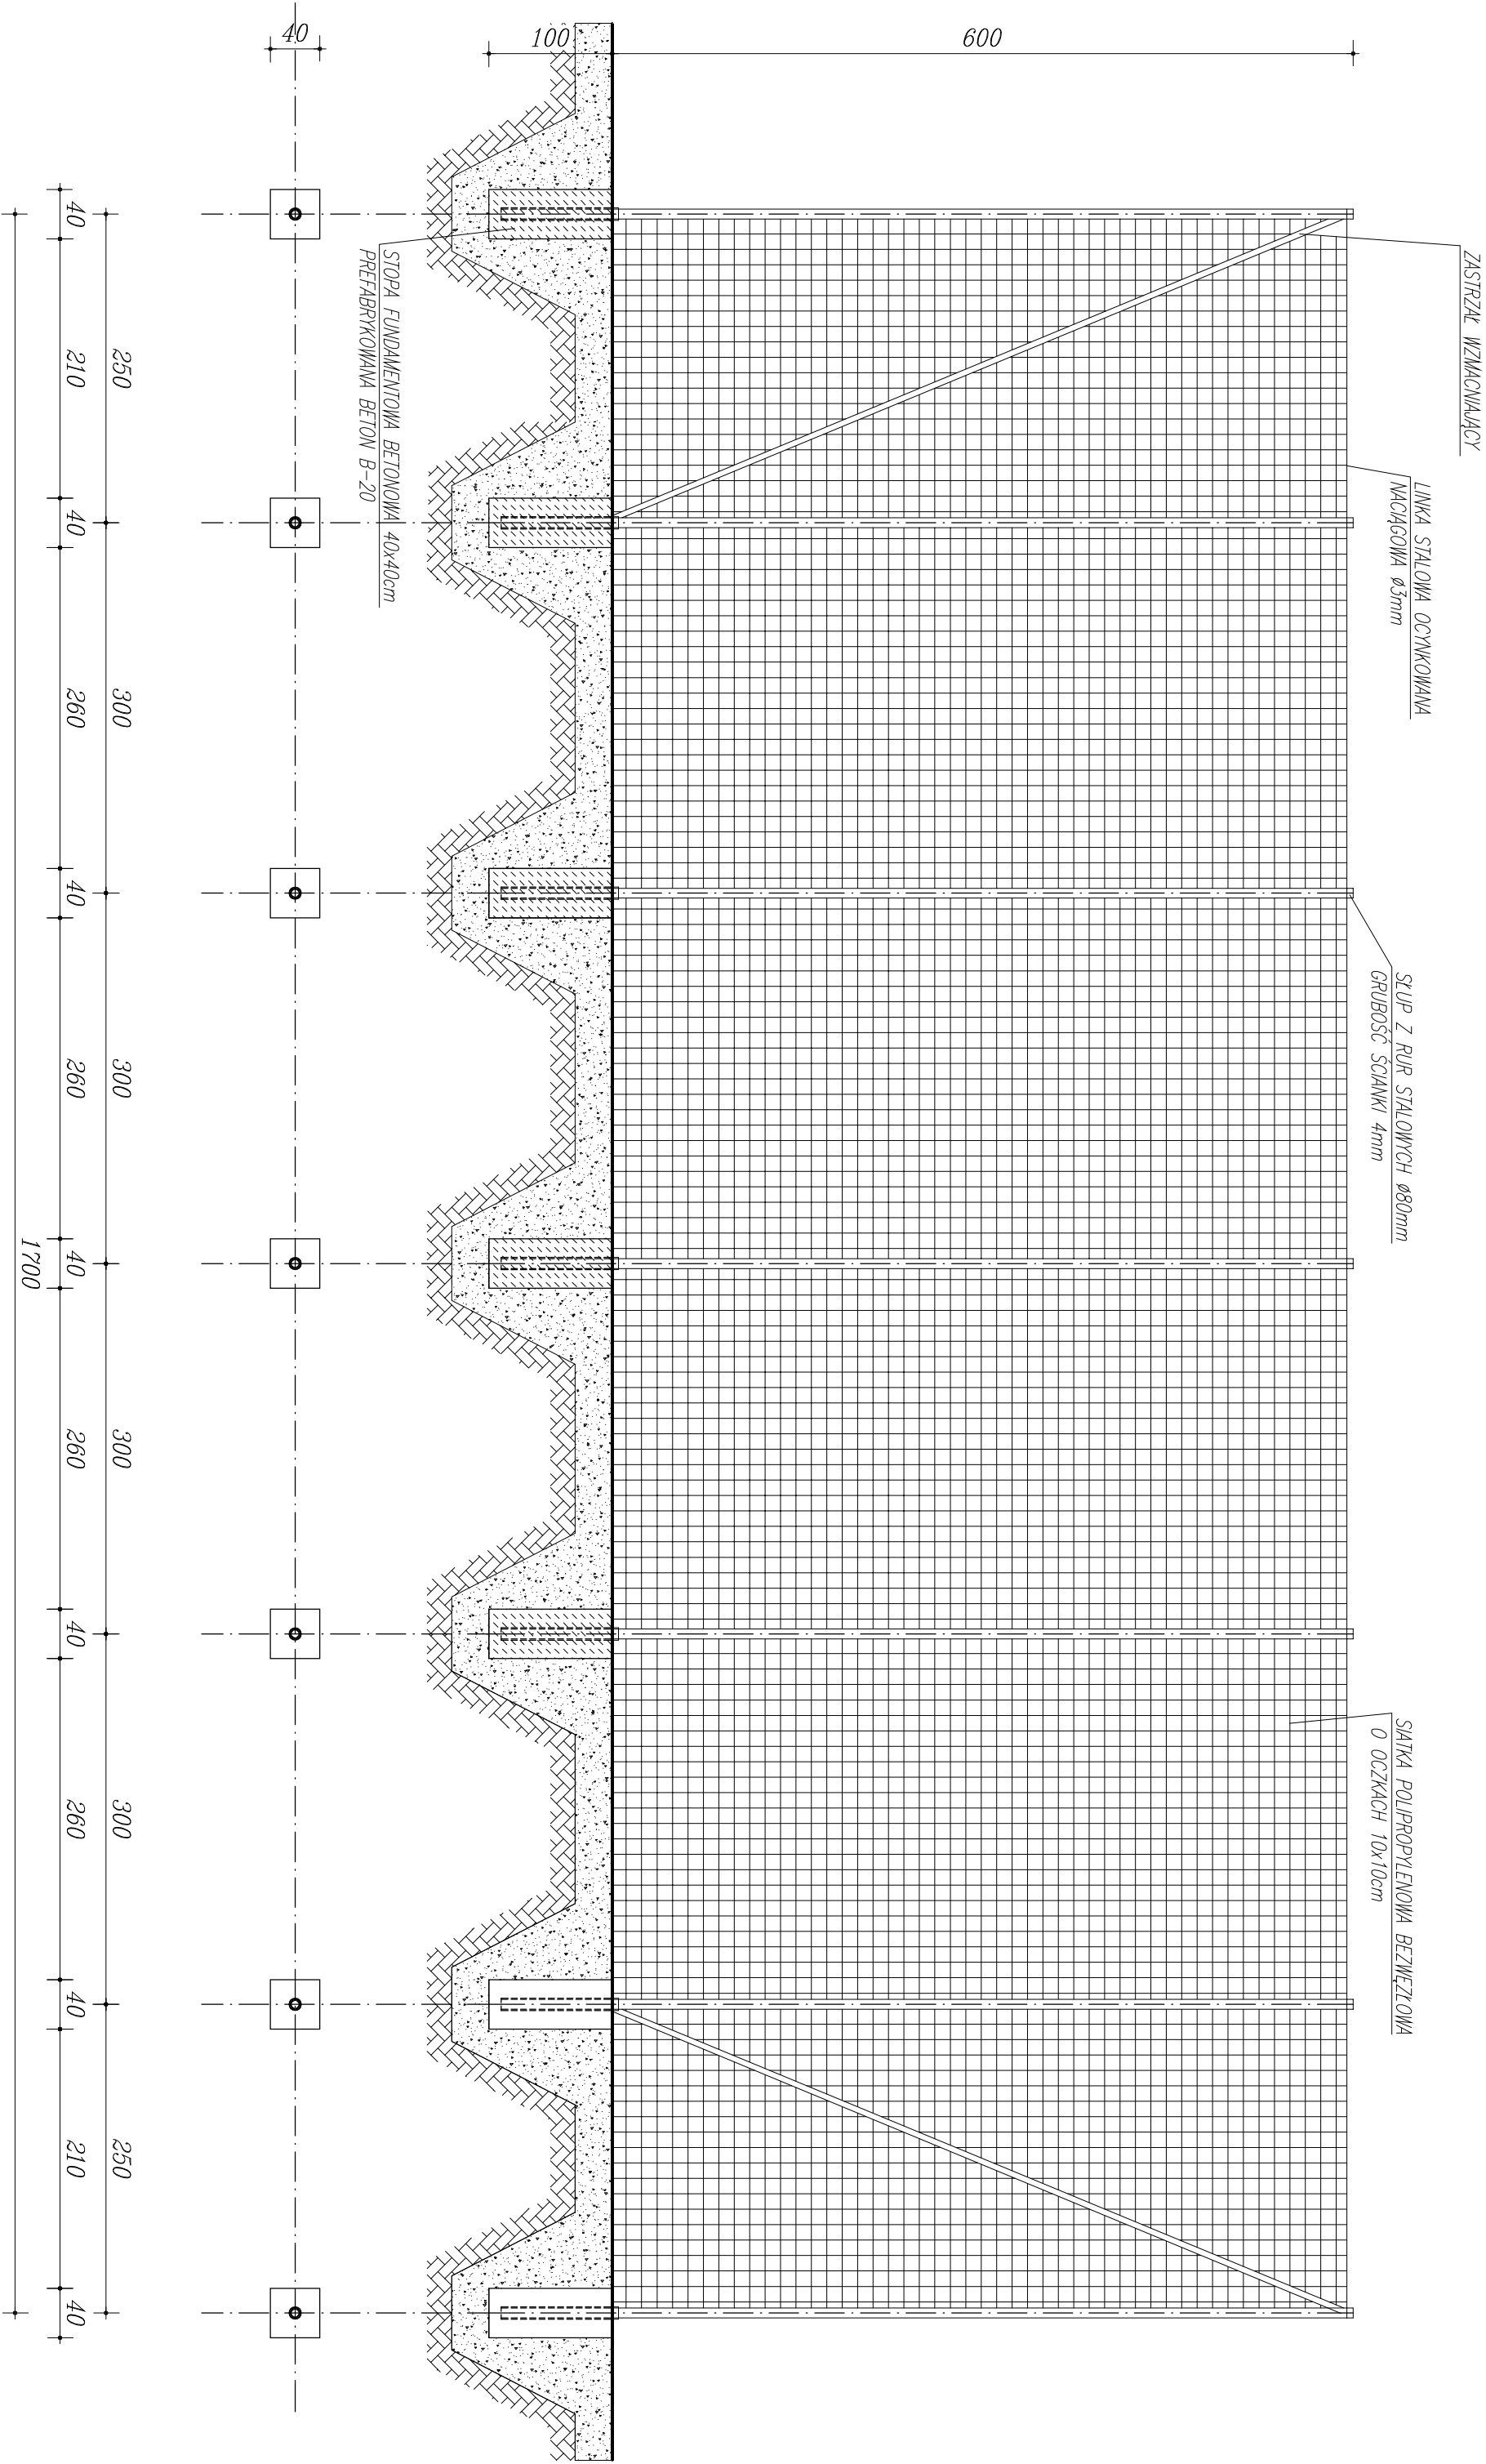 ZASTRZAŁ WZMACNIAJĄCY
LINKA STALOWA OCYNKOWANA
NACIĄGOWA ø3mm
SŁUP Z RUR STALOWYCH ø80mm
GRUBOŚĆ ŚCIANKI 4mm
SIATKA POLIPROPYLENOWA BEZWĘZŁOWA
O OCZKACH 10x10cm
600
100
STOPA FUNDAMENTOWA BETONOWA 40x40cm
PREFABRYKOWANA BETON B-20
40
250 300 300 300 300 250
40 210 40 260 40 260 40 260 40 260 40 210 40
1700